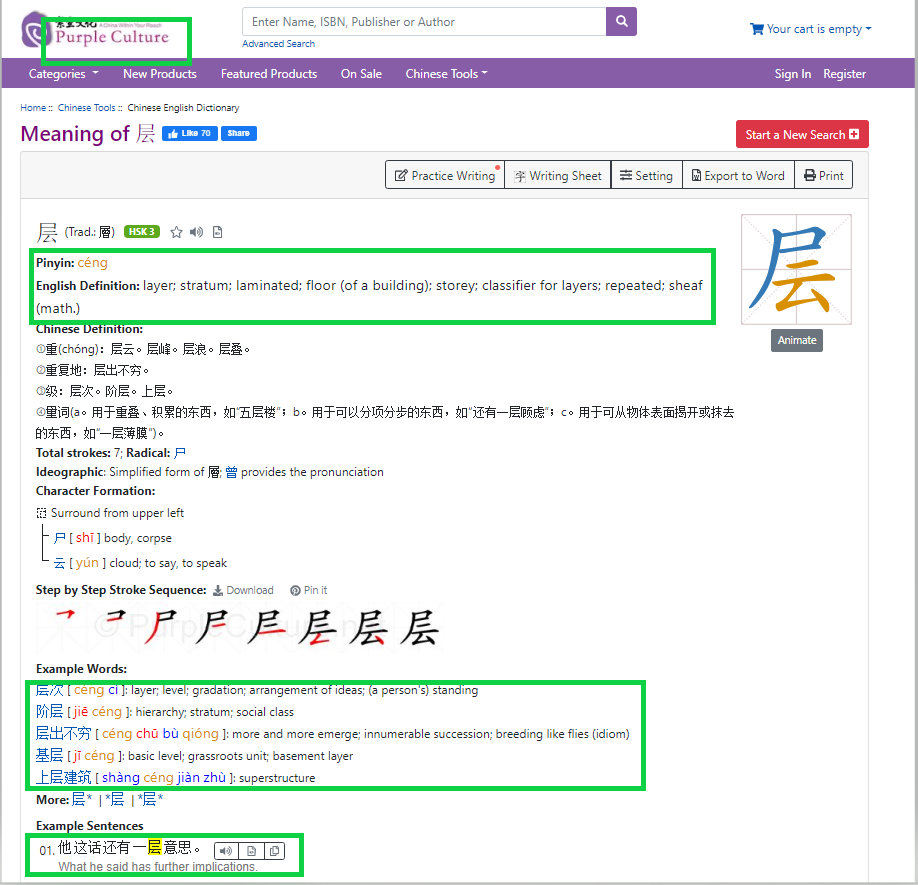 紫童文化 A China Within Your Reach
Purple Culture
Enter Name, ISBN, Publisher or Author
Advanced Search
Your cart is empty
Categories New Products Featured Products On Sale Chinese Tools Sign In Register
Home :: Chinese Tools :: Chinese English Dictionary
Meaning of 层 Like 70 Share Start a New Search
Practice Writing 字 Writing Sheet Setting Export to Word Print
层 (Trad.: 層) HSK 3
Pinyin: céng
English Definition: layer; stratum; laminated; floor (of a building); storey; classifier for layers; repeated; sheaf
(math.)
层
Animate
Chinese Definition:
①重(chóng)：层云。层峰。层浪。层叠。
②重复地：层出不穷。
③级：层次。阶层。上层。
④量词(a。用于重叠、积累的东西，如“五层楼”；b。用于可以分项分步的东西，如“还有一层顾虑”；c。用于可从物体表面揭开或抹去
的东西，如“一层薄膜”)。
Total strokes: 7; Radical: 尸
Ideographic: Simplified form of 層; 曾 provides the pronunciation
Character Formation:
⿸ Surround from upper left
尸 [ shī ] body, corpse
云 [ yún ] cloud; to say, to speak
Step by Step Stroke Sequence: Download Pin it
© PurpleCulture.net
层
Example Words:
层次 [ céng cì ]: layer; level; gradation; arrangement of ideas; (a person's) standing
阶层 [ jiē céng ]: hierarchy; stratum; social class
层出不穷 [ céng chū bù qióng ]: more and more emerge; innumerable succession; breeding like flies (idiom)
基层 [ jī céng ]: basic level; grassroots unit; basement layer
上层建筑 [ shàng céng jiàn zhù ]: superstructure
More: 层* | *层 | *层*
Example Sentences
01. 他这话还有一层意思。
What he said has further implications.